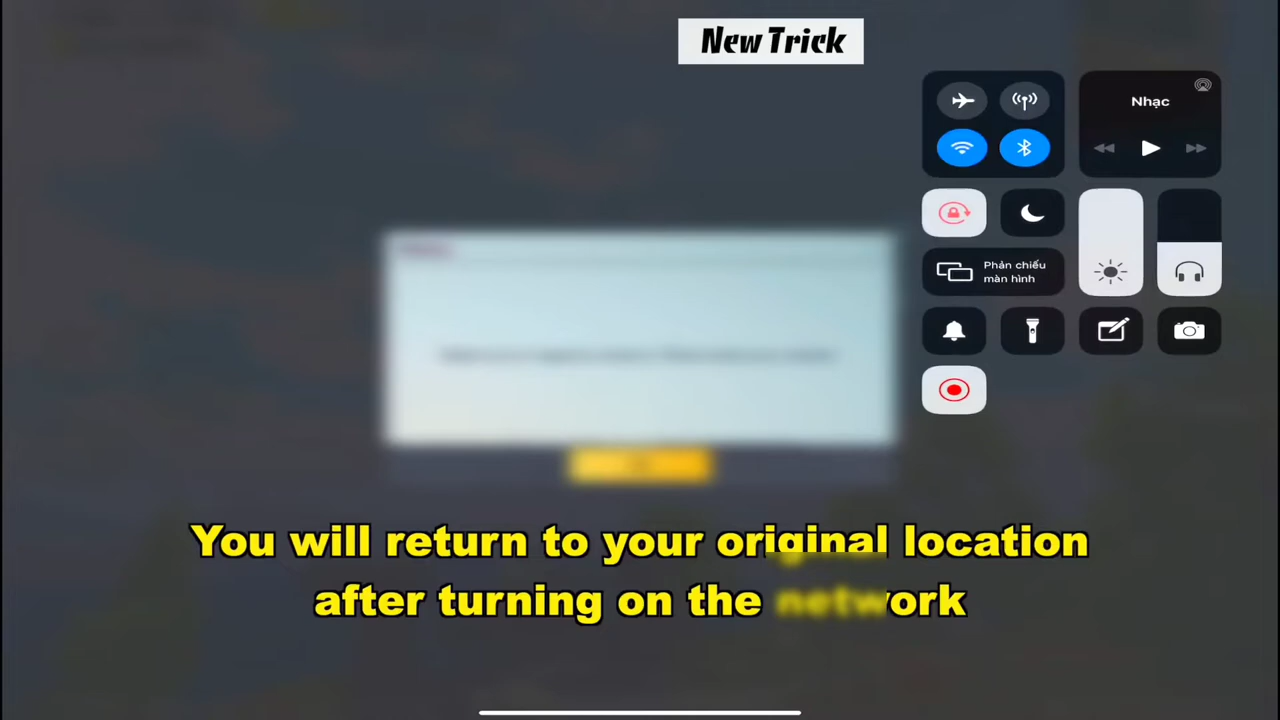 New Trick
Nhạc
Phản chiếu
màn hình
You will return to your original location
after turning on the network